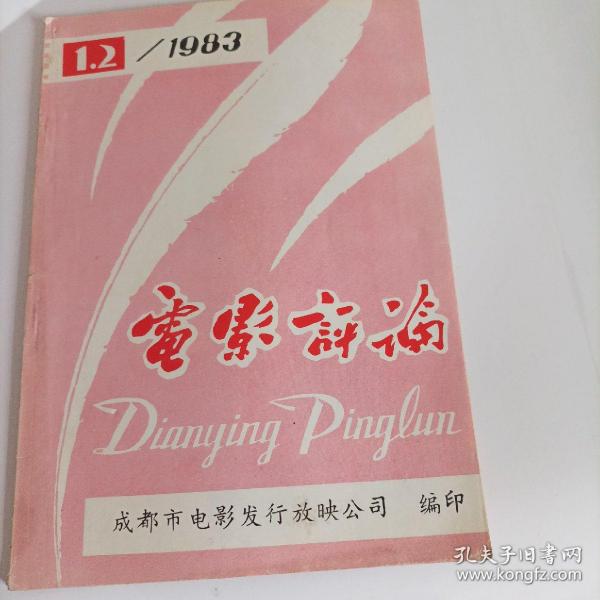 1.2 / 1983
電影評論
Dianying Pinglun
成都市电影发行放映公司 编印
孔夫子旧书网
www.kongfz.com